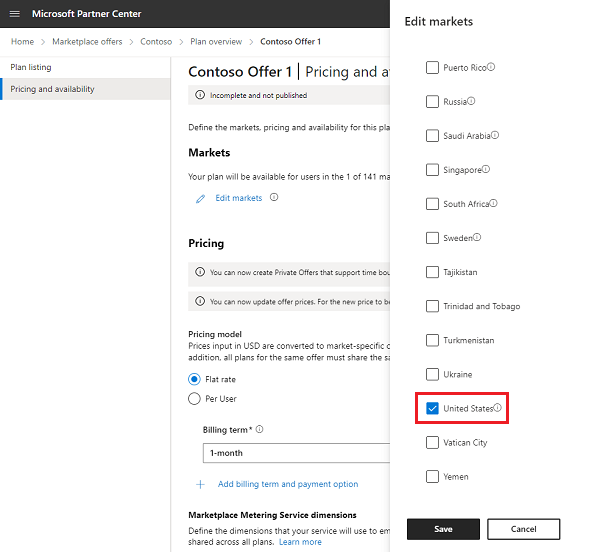 Microsoft Partner Center
Home > Marketplace offers > Contoso > Plan overview > Contoso Offer 1
Plan listing
Pricing and availability
Contoso Offer 1 | Pricing and av
Incomplete and not published
Define the markets, pricing and availability for this pla
Markets
Your plan will be available for users in the 1 of 141 ma
Edit markets
Pricing
You can now create Private Offers that support time bou
You can now update offer prices. For the new price to be
Pricing model
Prices input in USD are converted to market-specific c
addition, all plans for the same offer must share the sa
Flat rate
Per User
Billing term*
1-month
+ Add billing term and payment option
Marketplace Metering Service dimensions
Define the dimensions that your service will use to em
shared across all plans. Learn more
Edit markets
Puerto Rico
Russia
Saudi Arabia
Singapore
South Africa
Sweden
Tajikistan
Trinidad and Tobago
Turkmenistan
Ukraine
United States
Vatican City
Yemen
Save
Cancel